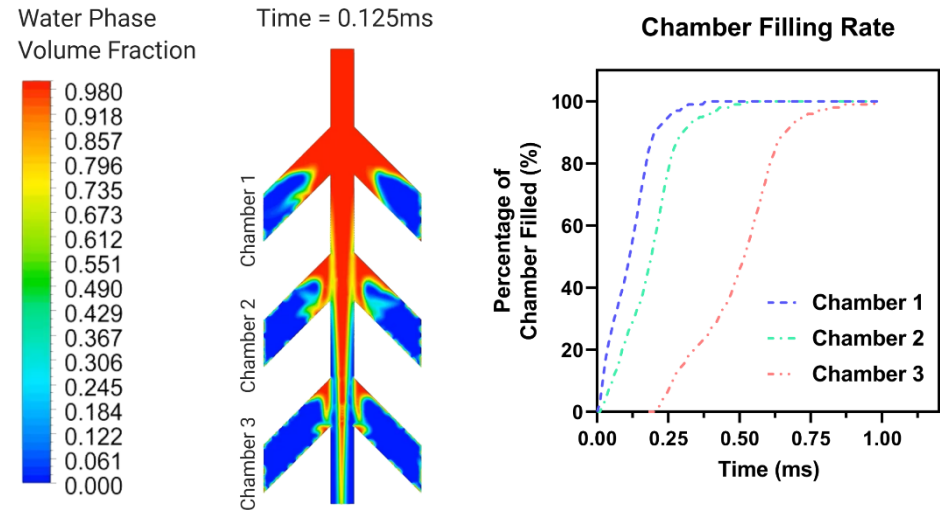 Water Phase
Volume Fraction
0.980
0.918
0.857
0.796
0.735
0.673
0.612
0.551
0.490
0.429
0.367
0.306
0.245
0.184
0.122
0.061
0.000
Time = 0.125ms
Chamber 1
Chamber 2
Chamber 3
Chamber Filling Rate
Percentage of
Chamber Filled (%)
100
80
60
40
20
0
Chamber 1
Chamber 2
Chamber 3
0.00 0.25 0.50 0.75 1.00
Time (ms)